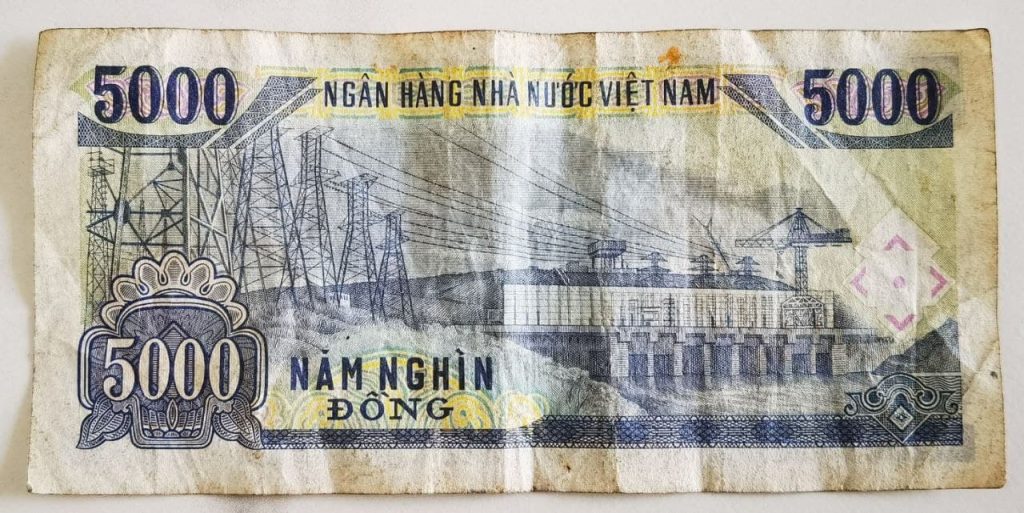 5000 NGÂN HÀNG NHÀ NƯỚC VIỆT NAM 5000
5000
NĂM NGHÌN
ĐỒNG